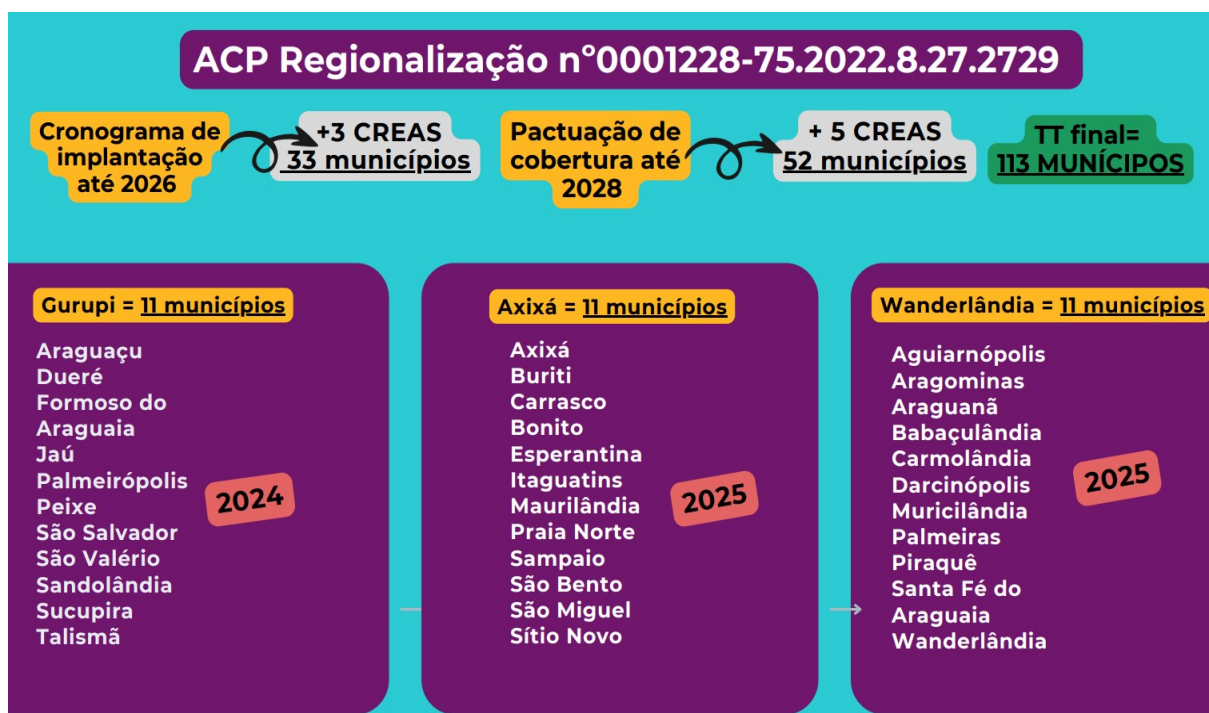 ACP Regionalização nº0001228-75.2022.8.27.2729
Cronograma de
implantação
até 2026
+3 CREAS
33 municípios
Pactuação de
cobertura até
2028
+ 5 CREAS
52 municípios
TT final=
113 MUNÍCIPOS
Gurupi = 11 municípios
Araguaçu
Dueré
Formoso do
Araguaia
Jaú
Palmeirópolis
Peixe
São Salvador
São Valério
Sandolândia
Sucupira
Talismã
2024
Axixá = 11 municípios
Axixá
Buriti
Carrasco
Bonito
Esperantina
Itaguatins
Maurilândia
Praia Norte
Sampaio
São Bento
São Miguel
Sítio Novo
2025
Wanderlândia = 11 municípios
Aguiarnópolis
Aragominas
Araguanã
Babaçulândia
Carmolândia
Darcinópolis
Muricilândia
Palmeiras
Piraquê
Santa Fé do
Araguaia
Wanderlândia
2025